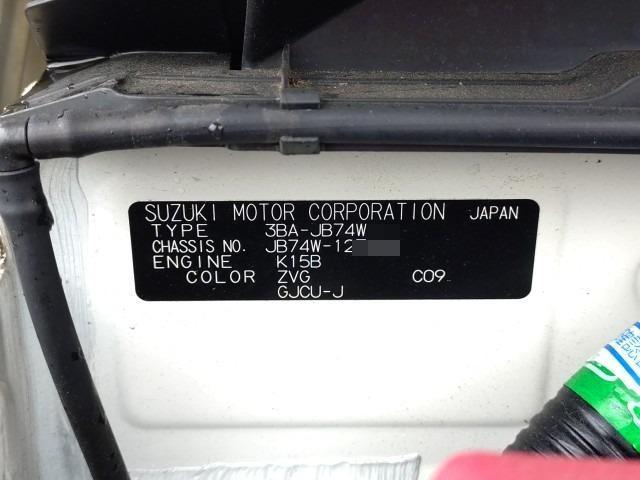 SUZUKI MOTOR CORPORATION JAPAN
TYPE 3BA-JB74W
CHASSIS NO. JB74W-12
ENGINE K15B
COLOR ZVG C09
GJCU-J